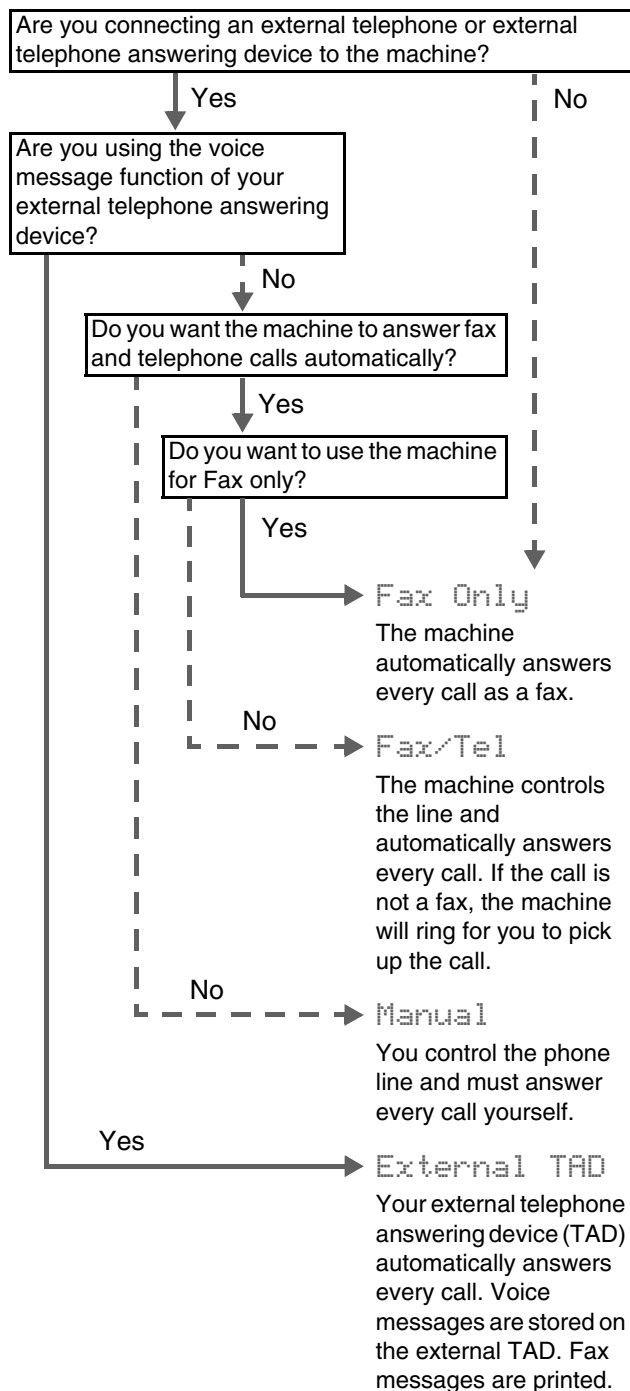 Are you connecting an external telephone or external
telephone answering device to the machine?
Yes
No
Are you using the voice
message function of your
external telephone answering
device?
No
Do you want the machine to answer fax
and telephone calls automatically?
Yes
Do you want to use the machine
for Fax only?
Yes
Fax Only
The machine
automatically answers
every call as a fax.
No
Fax/Tel
The machine controls
the line and
automatically answers
every call. If the call is
not a fax, the machine
will ring for you to pick
up the call.
No
Manual
You control the phone
line and must answer
every call yourself.
Yes
External TAD
Your external telephone
answering device (TAD)
automatically answers
every call. Voice
messages are stored on
the external TAD. Fax
messages are printed.